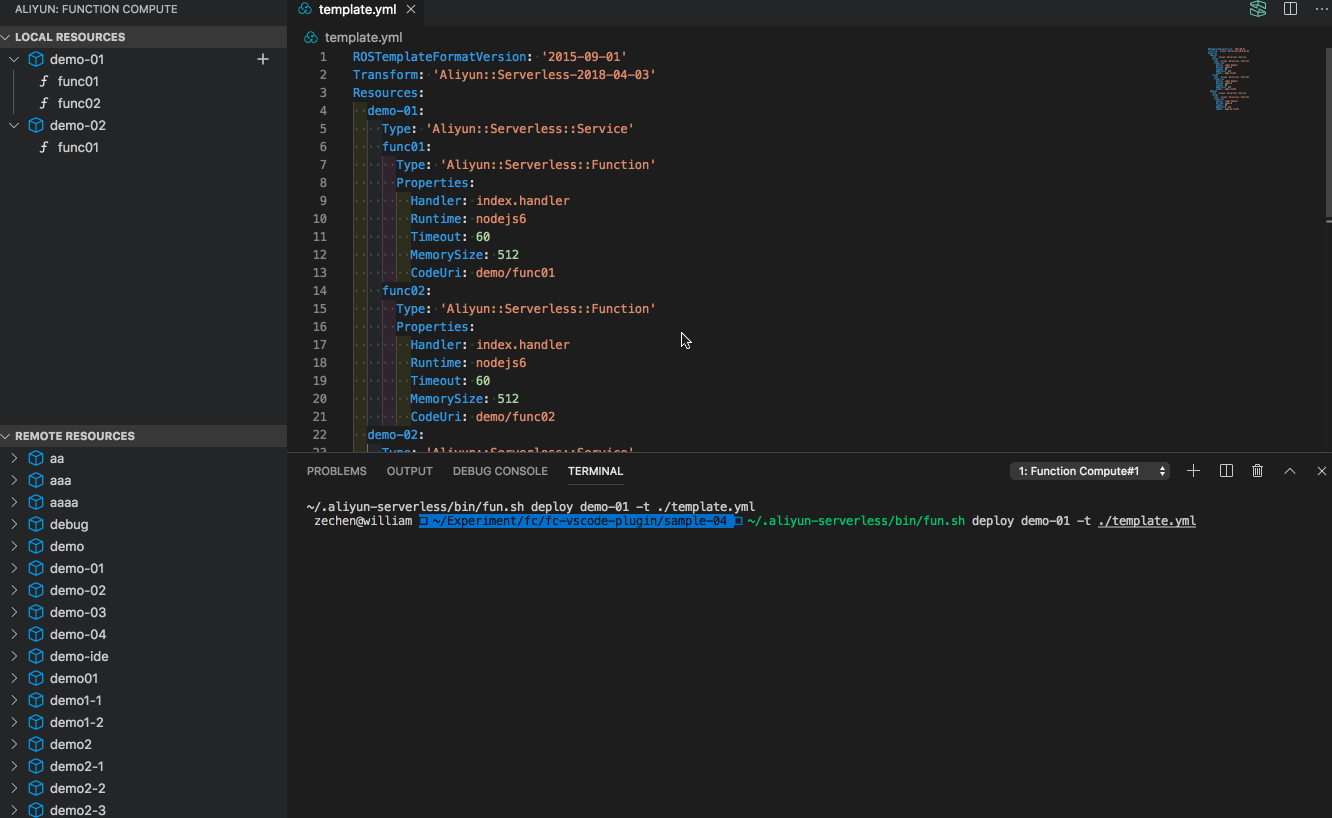 ALIYUN: FUNCTION COMPUTE
LOCAL RESOURCES
demo-01
func01
func02
demo-02
func01
REMOTE RESOURCES
aa
aaa
aaaa
debug
demo
demo-01
demo-02
demo-03
demo-04
demo-ide
demo01
demo1-1
demo1-2
demo2
demo2-1
demo2-2
demo2-3
template.yml
template.yml
1 ROSTemplateFormatVersion: '2015-09-01'
2 Transform: 'Aliyun::Serverless-2018-04-03'
3 Resources:
4 demo-01:
5 Type: 'Aliyun::Serverless::Service'
6 func01:
7 Type: 'Aliyun::Serverless::Function'
8 Properties:
9 Handler: index.handler
10 Runtime: nodejs6
11 Timeout: 60
12 MemorySize: 512
13 CodeUri: demo/func01
14 func02:
15 Type: 'Aliyun::Serverless::Function'
16 Properties:
17 Handler: index.handler
18 Runtime: nodejs6
19 Timeout: 60
20 MemorySize: 512
21 CodeUri: demo/func02
22 demo-02:
23 Type: 'Aliyun::Serverless::Service'
PROBLEMS OUTPUT DEBUG CONSOLE TERMINAL 1: Function Compute#1
~/.aliyun-serverless/bin/fun.sh deploy demo-01 -t ./template.yml
zechen@william ~/Experiment/fc/fc-vscode-plugin/sample-04 ~/.aliyun-serverless/bin/fun.sh deploy demo-01 -t ./template.yml